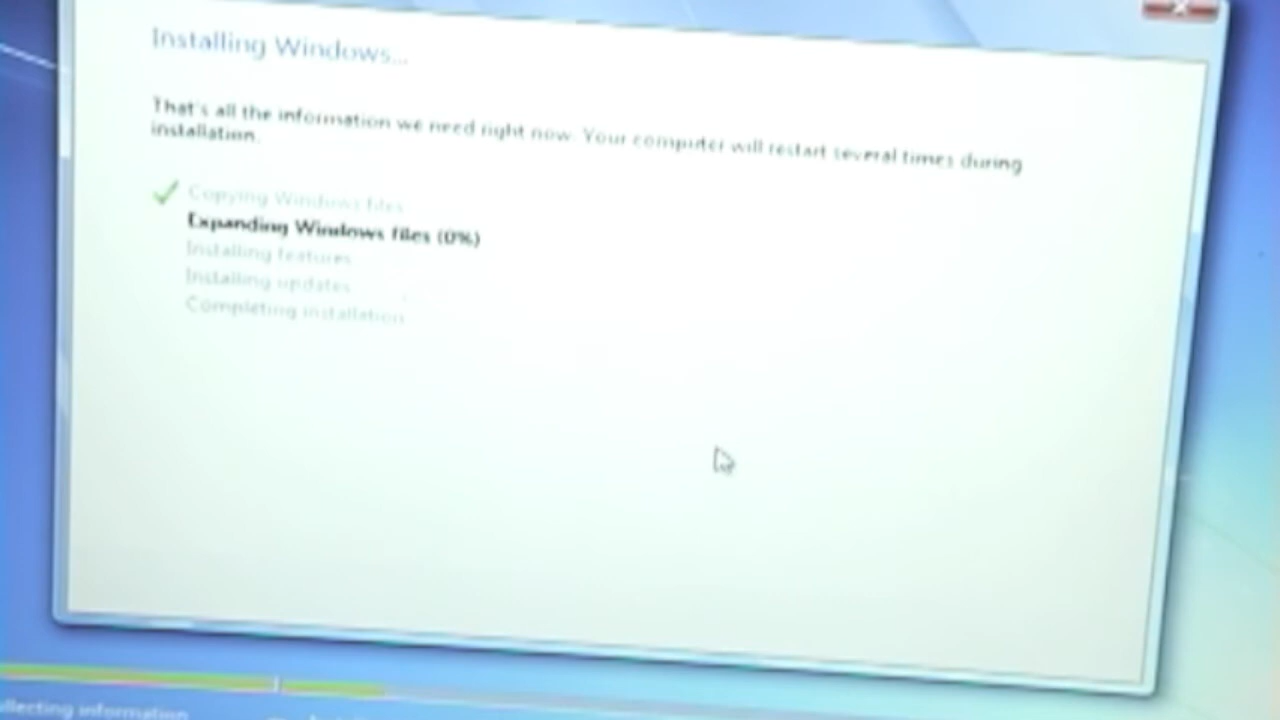 Installing Windows...
That's all the information we need right now. Your computer will restart several times during
installation.
Copying Windows files
Expanding Windows files (0%)
Installing features
Installing updates
Completing installation
llecting information